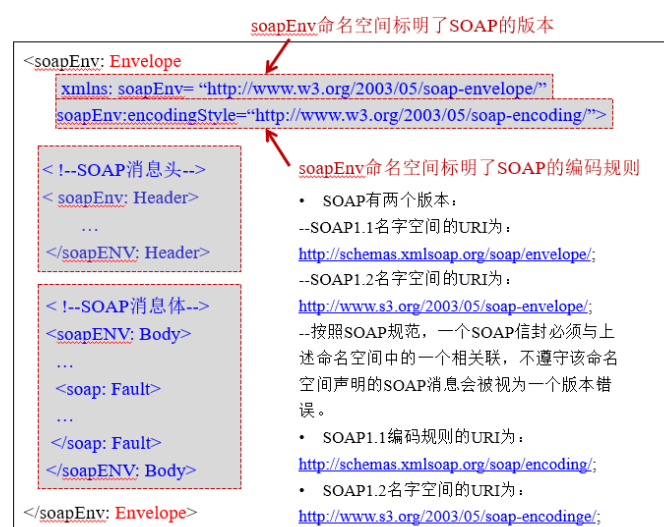 soapEnv命名空间标明了SOAP的版本
<soapEnv: Envelope
xmlns: soapEnv= “http://www.w3.org/2003/05/soap-envelope/”
soapEnv:encodingStyle=“http://www.w3.org/2003/05/soap-encoding/”>
< !--SOAP消息头-->
< soapEnv: Header>
…
</soapENV: Header>
< !--SOAP消息体-->
<soapENV: Body>
…
<soap: Fault>
…
</soap: Fault>
</soapENV: Body>
</soapEnv: Envelope>
soapEnv命名空间标明了SOAP的编码规则
• SOAP有两个版本：
--SOAP1.1名字空间的URI为：
http://schemas.xmlsoap.org/soap/envelope/;
--SOAP1.2名字空间的URI为：
http://www.s3.org/2003/05/soap-envelope/;
--按照SOAP规范，一个SOAP信封必须与上
述命名空间中的一个相关联，不遵守该命名
空间声明的SOAP消息会被视为一个版本错
误。
• SOAP1.1编码规则的URI为：
http://schemas.xmlsoap.org/soap/encoding/;
• SOAP1.2名字空间的URI为：
http://www.s3.org/2003/05/soap-encodinge/;